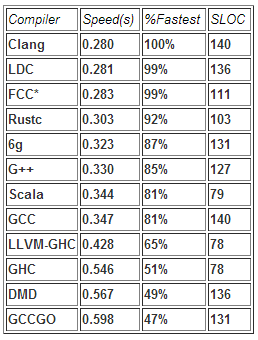 Compiler Speed(s) %Fastest SLOC
Clang 0.280 100% 140
LDC 0.281 99% 136
FCC* 0.283 99% 111
Rustc 0.303 92% 103
6g 0.323 87% 131
G++ 0.330 85% 127
Scala 0.344 81% 79
GCC 0.347 81% 140
LLVM-GHC 0.428 65% 78
GHC 0.546 51% 78
DMD 0.567 49% 136
GCCGO 0.598 47% 131